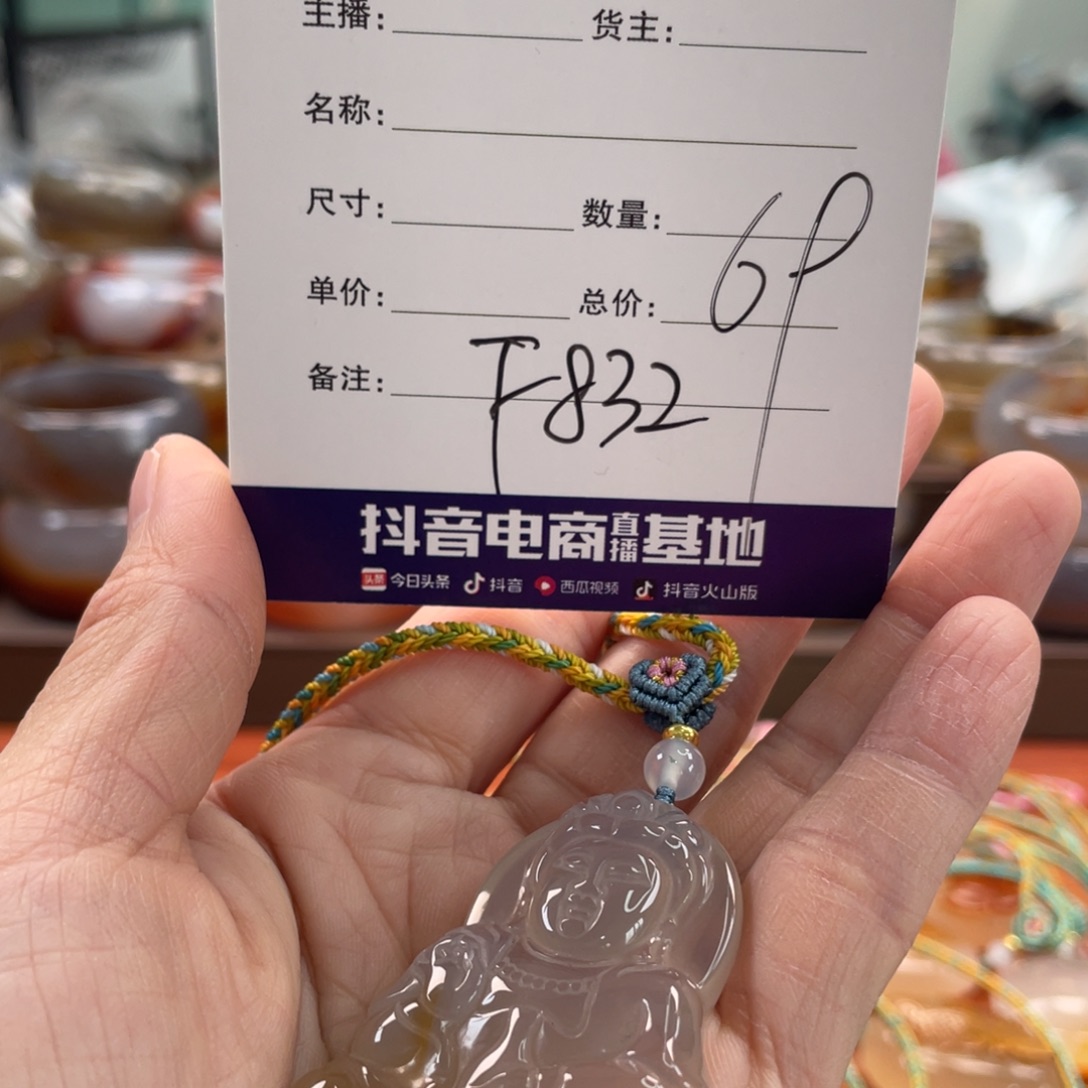 主播： 货主：
名称：
尺寸： 数量：
单价： 总价： 69
备注： F832
抖音电商直播基地
头条 今日头条 抖音 西瓜视频 抖音火山版